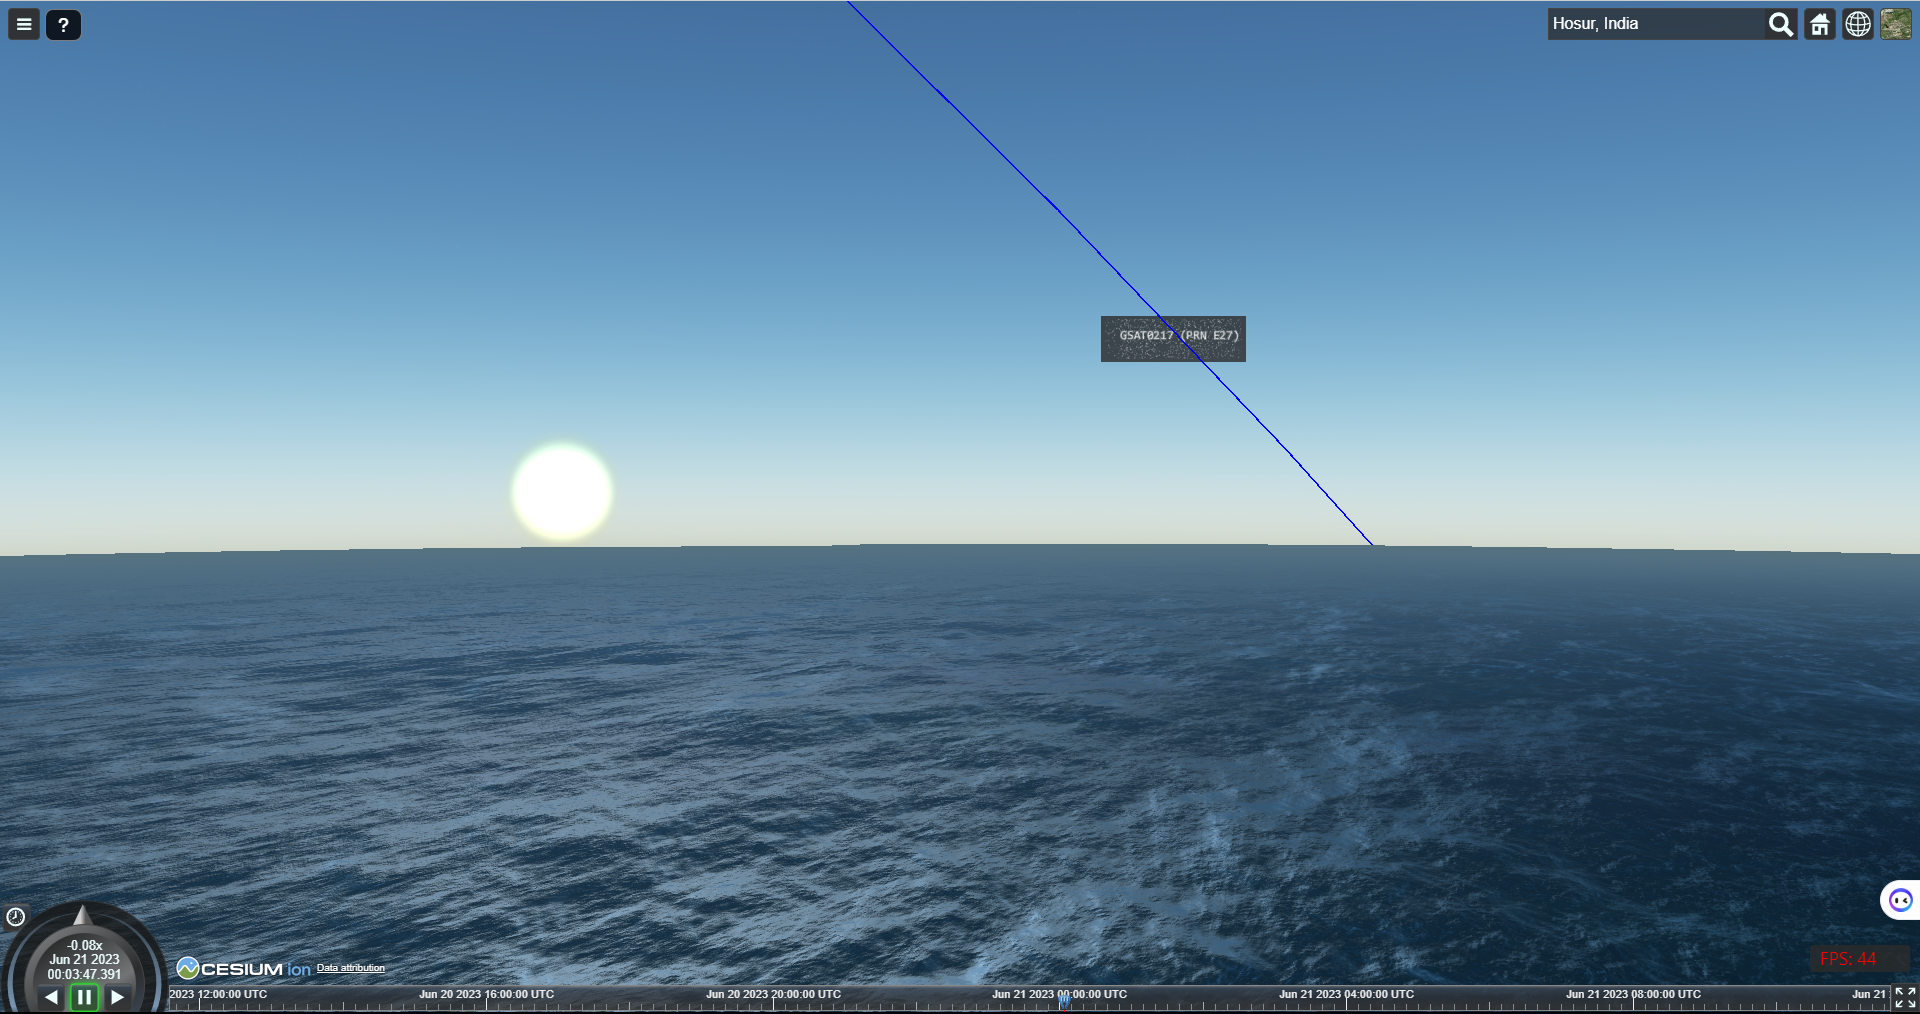 ?
Hosur, India
GSAT0217 (PRN E27)
-0.08x
Jun 21 2023
00:03:47.391
CESIUM ion
Data attribution
FPS: 44
2023 12:00:00 UTC
Jun 20 2023 16:00:00 UTC
Jun 20 2023 20:00:00 UTC
Jun 21 2023 00:00:00 UTC
Jun 21 2023 04:00:00 UTC
Jun 21 2023 08:00:00 UTC
Jun 21